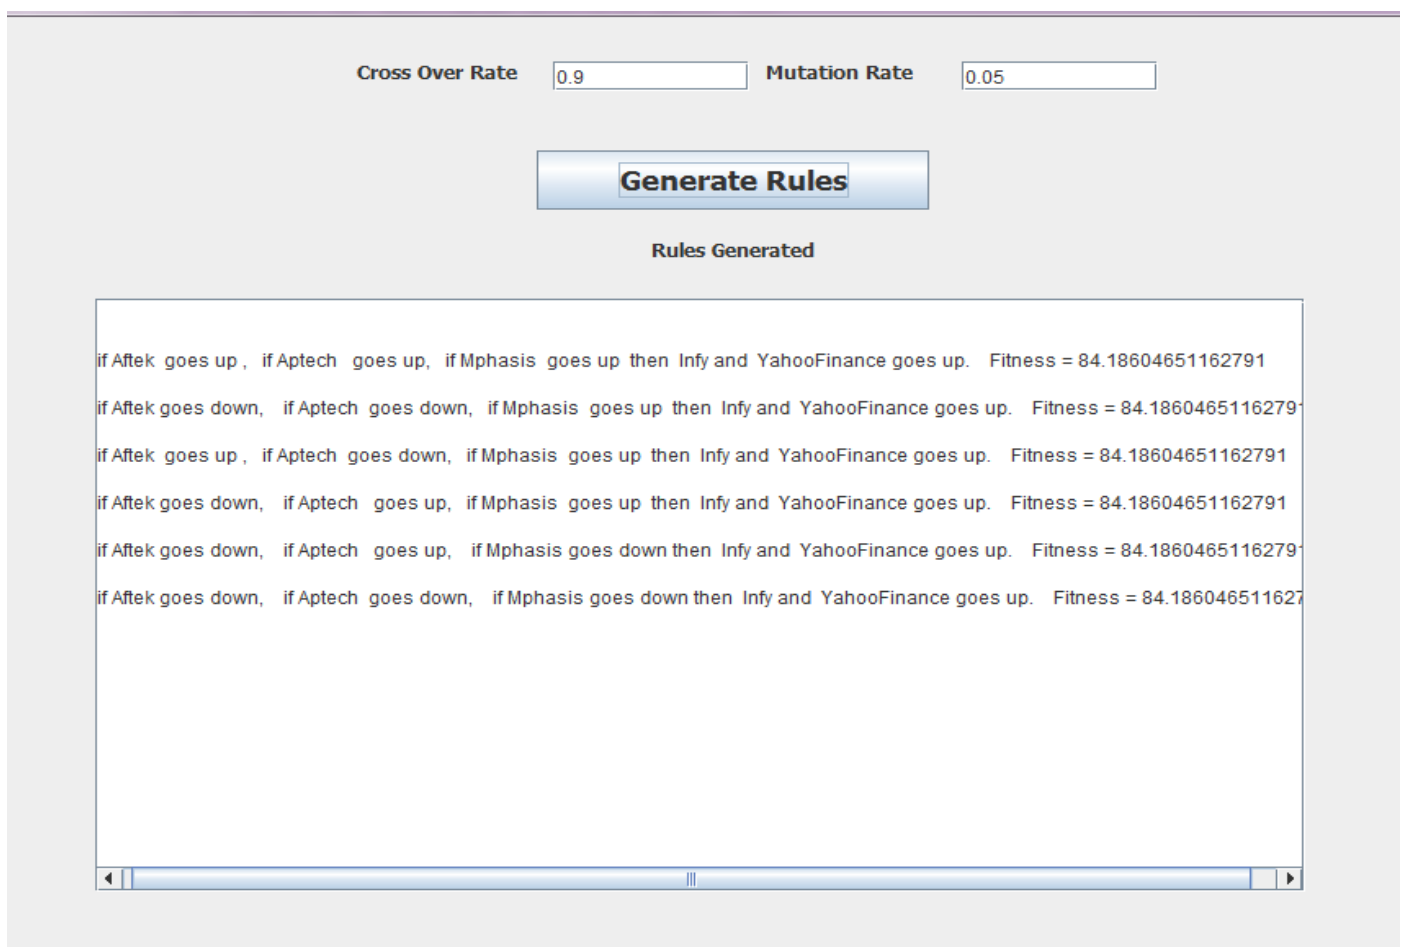 Cross Over Rate 0.9 Mutation Rate 0.05
Generate Rules
Rules Generated
if Aftek goes up , if Aptech goes up, if Mphasis goes up then Infy and YahooFinance goes up. Fitness = 84.18604651162791
if Aftek goes down, if Aptech goes down, if Mphasis goes up then Infy and YahooFinance goes up. Fitness = 84.18604651162791
if Aftek goes up , if Aptech goes down, if Mphasis goes up then Infy and YahooFinance goes up. Fitness = 84.18604651162791
if Aftek goes down, if Aptech goes up, if Mphasis goes up then Infy and YahooFinance goes up. Fitness = 84.18604651162791
if Aftek goes down, if Aptech goes up, if Mphasis goes down then Infy and YahooFinance goes up. Fitness = 84.18604651162791
if Aftek goes down, if Aptech goes down, if Mphasis goes down then Infy and YahooFinance goes up. Fitness = 84.186046511627